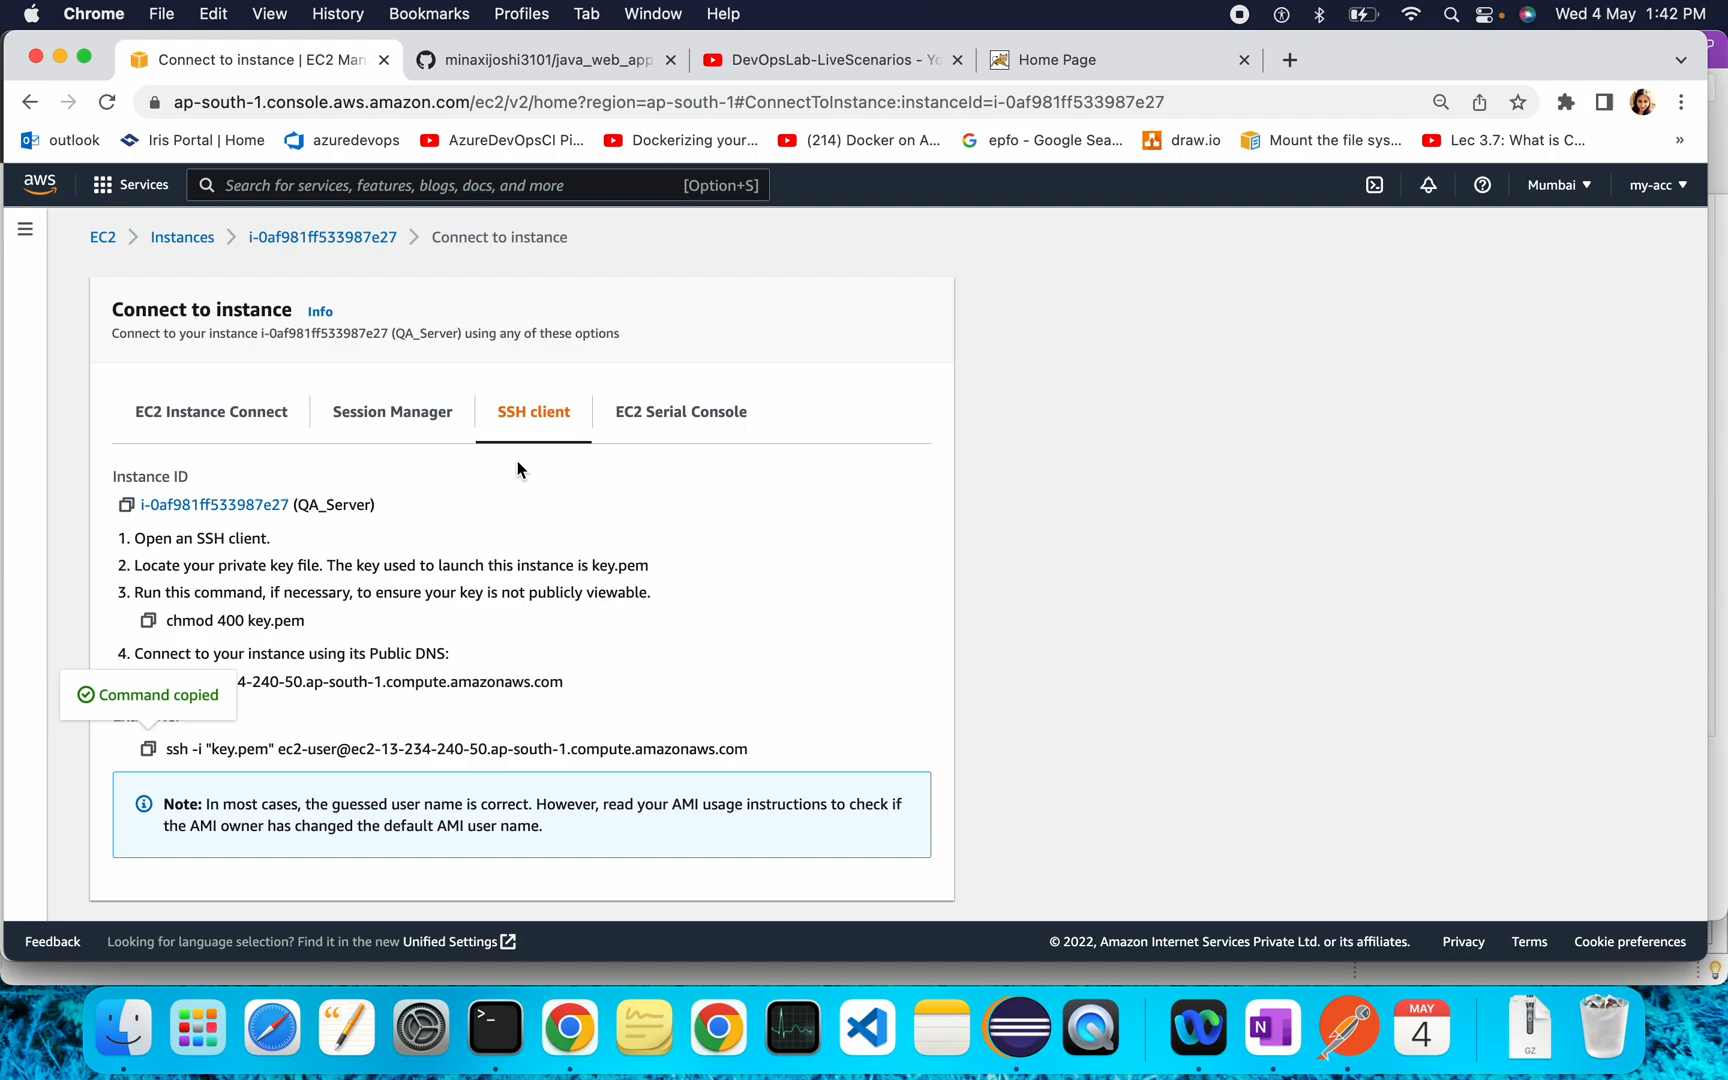 Chrome File Edit View History Bookmarks Profiles Tab Window Help Wed 4 May 1:42 PM
Connect to instance | EC2 Man minaxijoshi3101/java_web_app DevOpsLab-LiveScenarios - Yo Home Page
ap-south-1.console.aws.amazon.com/ec2/v2/home?region=ap-south-1#ConnectToInstance:instanceId=i-0af981ff533987e27
outlook Iris Portal | Home azuredevops AzureDevOpsCI Pi... Dockerizing your... (214) Docker on A... epfo - Google Sea... draw.io Mount the file sys... Lec 3.7: What is C... »
aws Services Search for services, features, blogs, docs, and more [Option+S] Mumbai my-acc
EC2 Instances i-0af981ff533987e27 Connect to instance
Connect to instance Info
Connect to your instance i-0af981ff533987e27 (QA_Server) using any of these options
EC2 Instance Connect Session Manager SSH client EC2 Serial Console
Instance ID
i-0af981ff533987e27 (QA_Server)
1. Open an SSH client.
2. Locate your private key file. The key used to launch this instance is key.pem
3. Run this command, if necessary, to ensure your key is not publicly viewable.
chmod 400 key.pem
4. Connect to your instance using its Public DNS:
4-240-50.ap-south-1.compute.amazonaws.com
Command copied
ssh -i "key.pem" ec2-user@ec2-13-234-240-50.ap-south-1.compute.amazonaws.com
Note: In most cases, the guessed user name is correct. However, read your AMI usage instructions to check if
the AMI owner has changed the default AMI user name.
Feedback Looking for language selection? Find it in the new Unified Settings © 2022, Amazon Internet Services Private Ltd. or its affiliates. Privacy Terms Cookie preferences
MAY
4
GZ